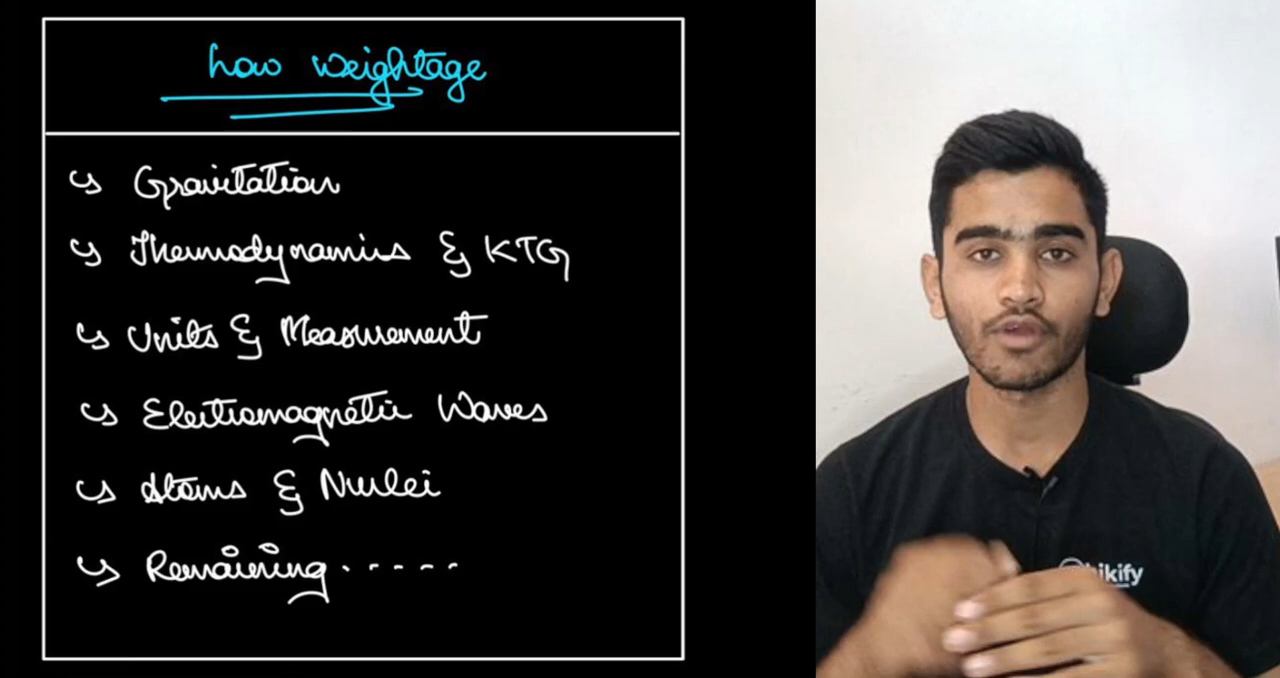 Low weightage
↪ Gravitation
↪ Thermodynamics & KTG
↪ Units & Measurement
↪ Electromagnetic Waves
↪ Atoms & Nuclei
↪ Remaining.....